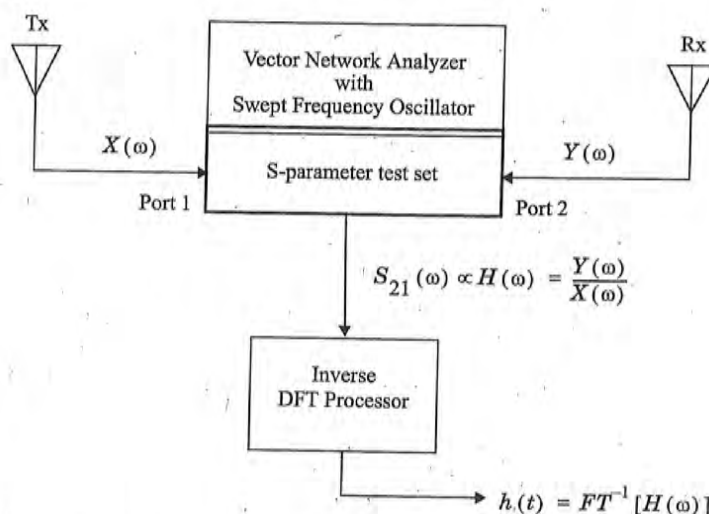 Tx
Rx
Vector Network Analyzer
with
Swept Frequency Oscillator
X(ω)
Y(ω)
S-parameter test set
Port 1
Port 2
S₂₁(ω) ∝ H(ω) = Y(ω)/X(ω)
Inverse
DFT Processor
h(t) = FT⁻¹[H(ω)]